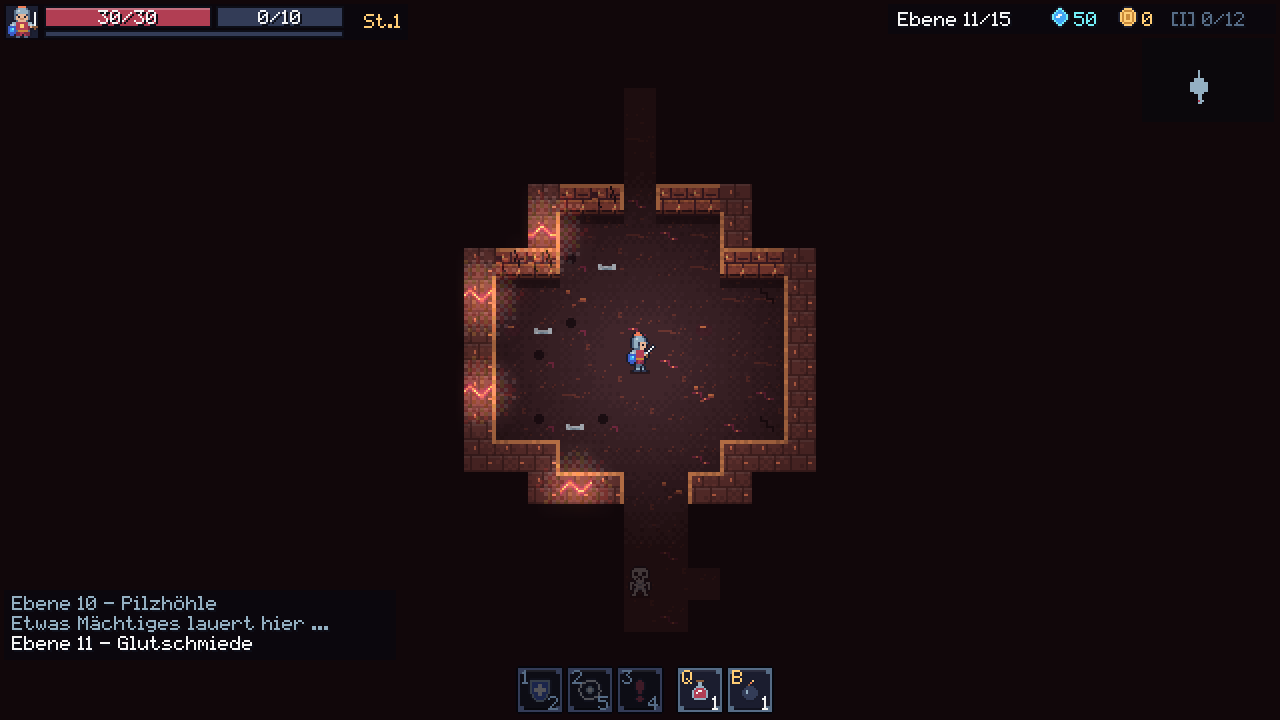 30/30 0/10 St.1
Ebene 11/15 50 0 [I] 0/12
Ebene 10 – Pilzhöhle
Etwas Mächtiges lauert hier ...
Ebene 11 – Glutschmiede
1 2 3 Q B
2 5 4 1 1